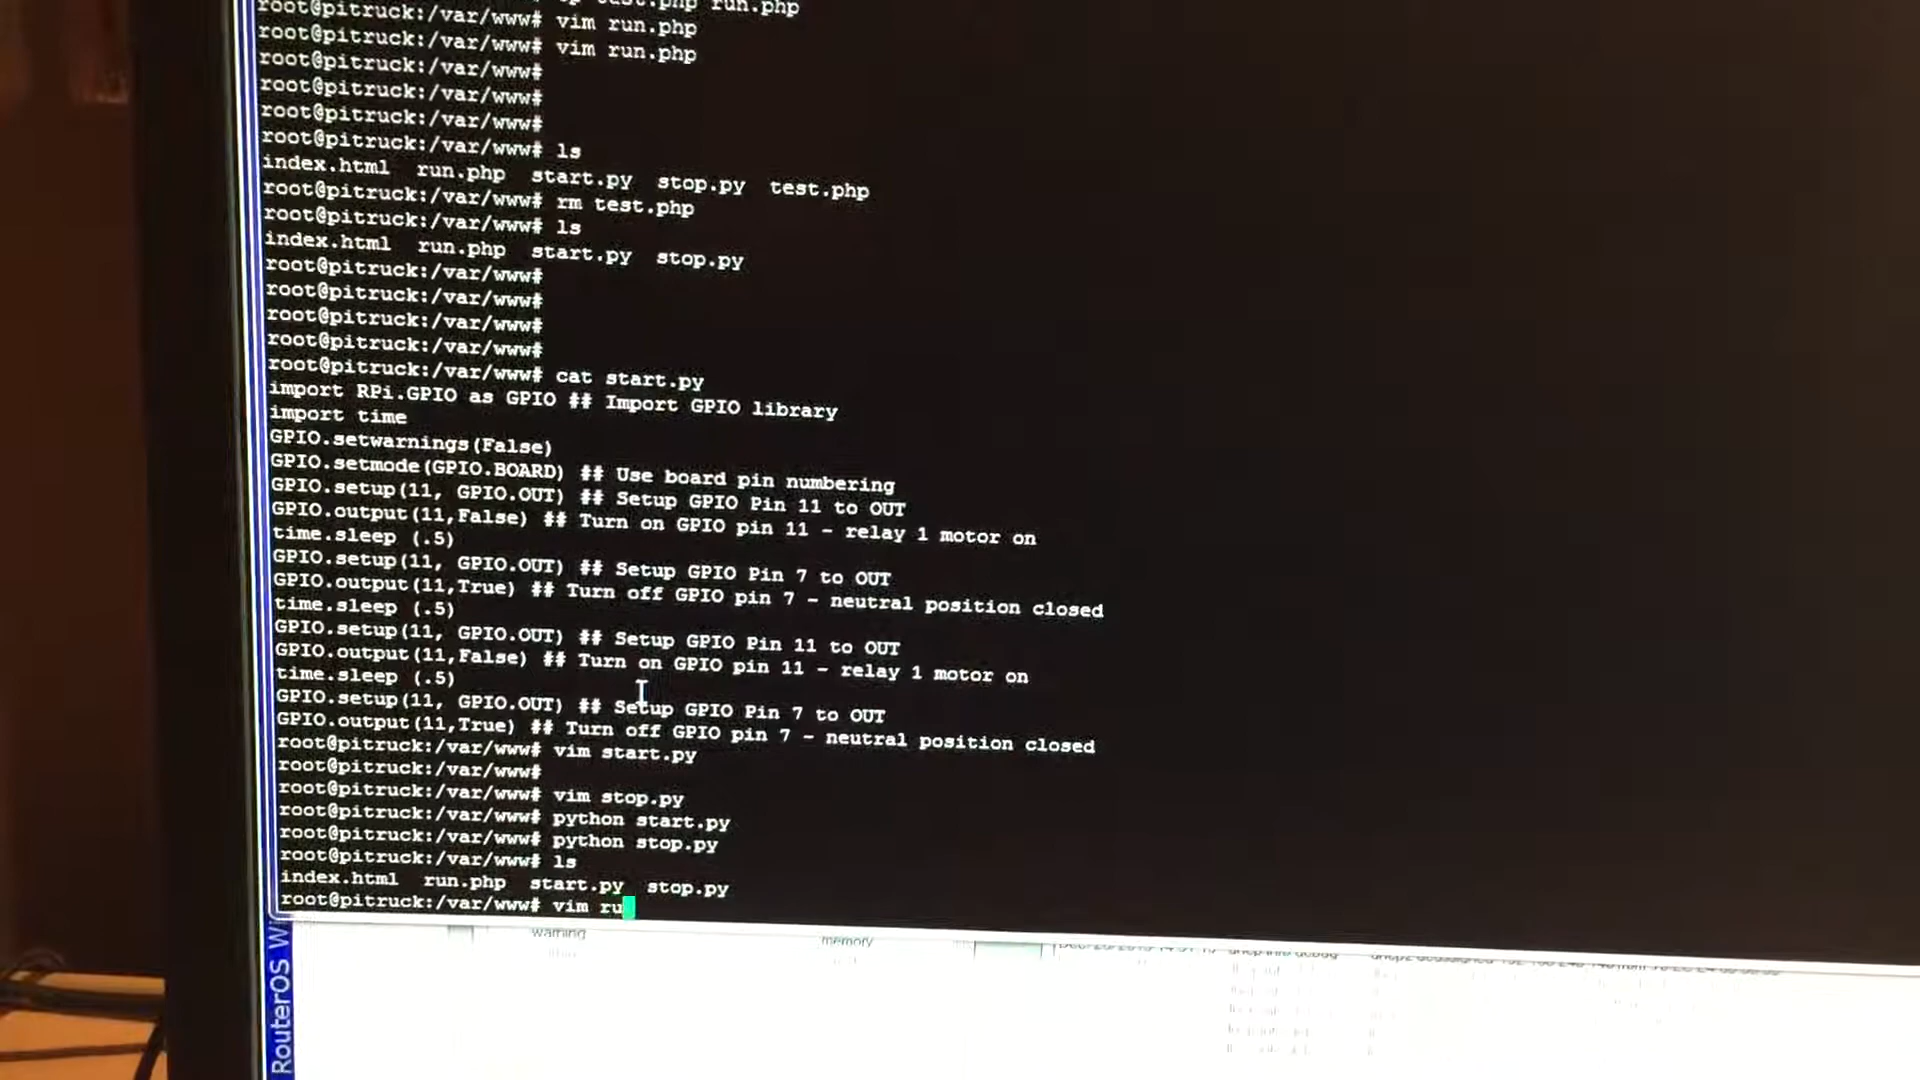 test.php run.php
root@pitruck:/var/www# vim run.php
root@pitruck:/var/www# vim run.php
root@pitruck:/var/www#
root@pitruck:/var/www#
root@pitruck:/var/www#
root@pitruck:/var/www# ls
index.html run.php start.py stop.py test.php
root@pitruck:/var/www# rm test.php
root@pitruck:/var/www# ls
index.html run.php start.py stop.py
root@pitruck:/var/www#
root@pitruck:/var/www#
root@pitruck:/var/www#
root@pitruck:/var/www#
root@pitruck:/var/www# cat start.py
import RPi.GPIO as GPIO ## Import GPIO library
import time
GPIO.setwarnings(False)
GPIO.setmode(GPIO.BOARD) ## Use board pin numbering
GPIO.setup(11, GPIO.OUT) ## Setup GPIO Pin 11 to OUT
GPIO.output(11,False) ## Turn on GPIO pin 11 - relay 1 motor on
time.sleep (.5)
GPIO.setup(11, GPIO.OUT) ## Setup GPIO Pin 7 to OUT
GPIO.output(11,True) ## Turn off GPIO pin 7 - neutral position closed
time.sleep (.5)
GPIO.setup(11, GPIO.OUT) ## Setup GPIO Pin 11 to OUT
GPIO.output(11,False) ## Turn on GPIO pin 11 - relay 1 motor on
time.sleep (.5)
GPIO.setup(11, GPIO.OUT) ## Setup GPIO Pin 7 to OUT
GPIO.output(11,True) ## Turn off GPIO pin 7 - neutral position closed
root@pitruck:/var/www# vim start.py
root@pitruck:/var/www#
root@pitruck:/var/www# vim stop.py
root@pitruck:/var/www# python start.py
root@pitruck:/var/www# python stop.py
root@pitruck:/var/www# ls
index.html run.php start.py stop.py
root@pitruck:/var/www# vim ru
warning memory
RouterOS